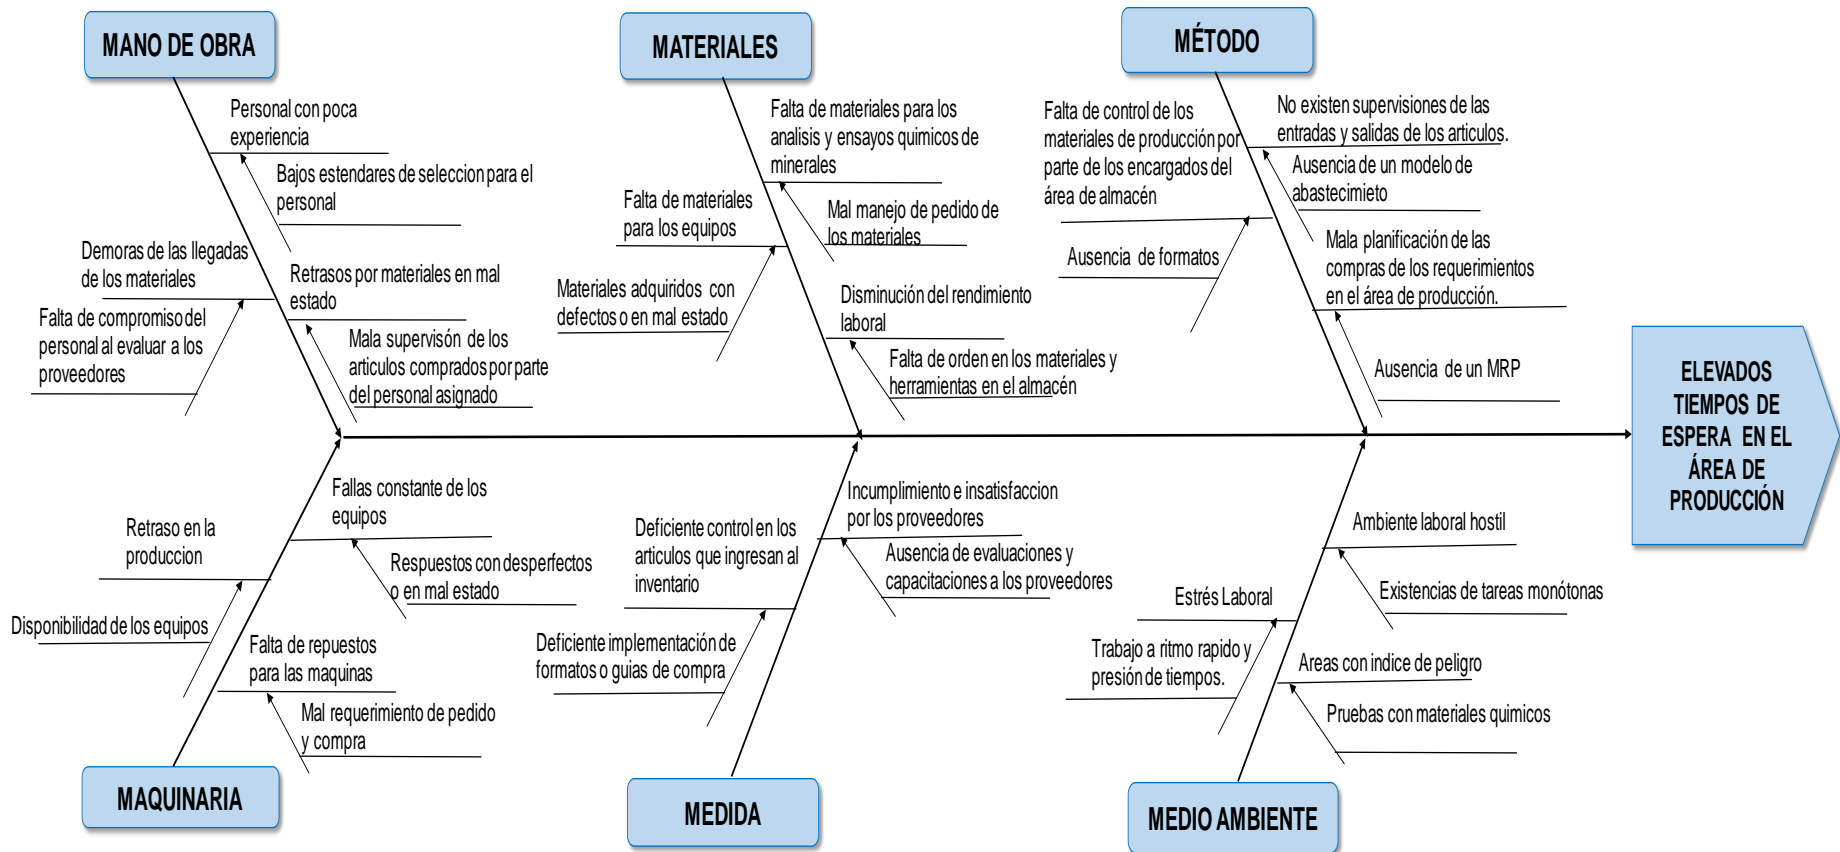 MANO DE OBRA
MATERIALES
MÉTODO
Personal con poca
experiencia
Bajos estendares de seleccion para el
personal
Demoras de las llegadas
de los materiales
Retrasos por materiales en mal
estado
Falta de compromiso del
personal al evaluar a los
proveedores
Mala supervisión de los
articulos comprados por parte
del personal asignado
Falta de materiales para los
analisis y ensayos quimicos de
minerales
Falta de materiales
para los equipos
Mal manejo de pedido de
los materiales
Materiales adquiridos con
defectos o en mal estado
Disminución del rendimiento
laboral
Falta de orden en los materiales y
herramientas en el almacén
Falta de control de los
materiales de producción por
parte de los encargados del
área de almacén
No existen supervisiones de las
entradas y salidas de los articulos.
Ausencia de un modelo de
abastecimieto
Ausencia de formatos
Mala planificación de las
compras de los requerimientos
en el área de producción.
Ausencia de un MRP
ELEVADOS
TIEMPOS DE
ESPERA EN EL
ÁREA DE
PRODUCCIÓN
Fallas constante de los
equipos
Retraso en la
produccion
Respuestos con desperfectos
o en mal estado
Disponibilidad de los equipos
Falta de repuestos
para las maquinas
Mal requerimiento de pedido
y compra
Incumplimiento e insatisfaccion
por los proveedores
Deficiente control en los
articulos que ingresan al
inventario
Ausencia de evaluaciones y
capacitaciones a los proveedores
Deficiente implementación de
formatos o guias de compra
Ambiente laboral hostil
Existencias de tareas monótonas
Estrés Laboral
Trabajo a ritmo rapido y
presión de tiempos.
Areas con indice de peligro
Pruebas con materiales quimicos
MAQUINARIA
MEDIDA
MEDIO AMBIENTE